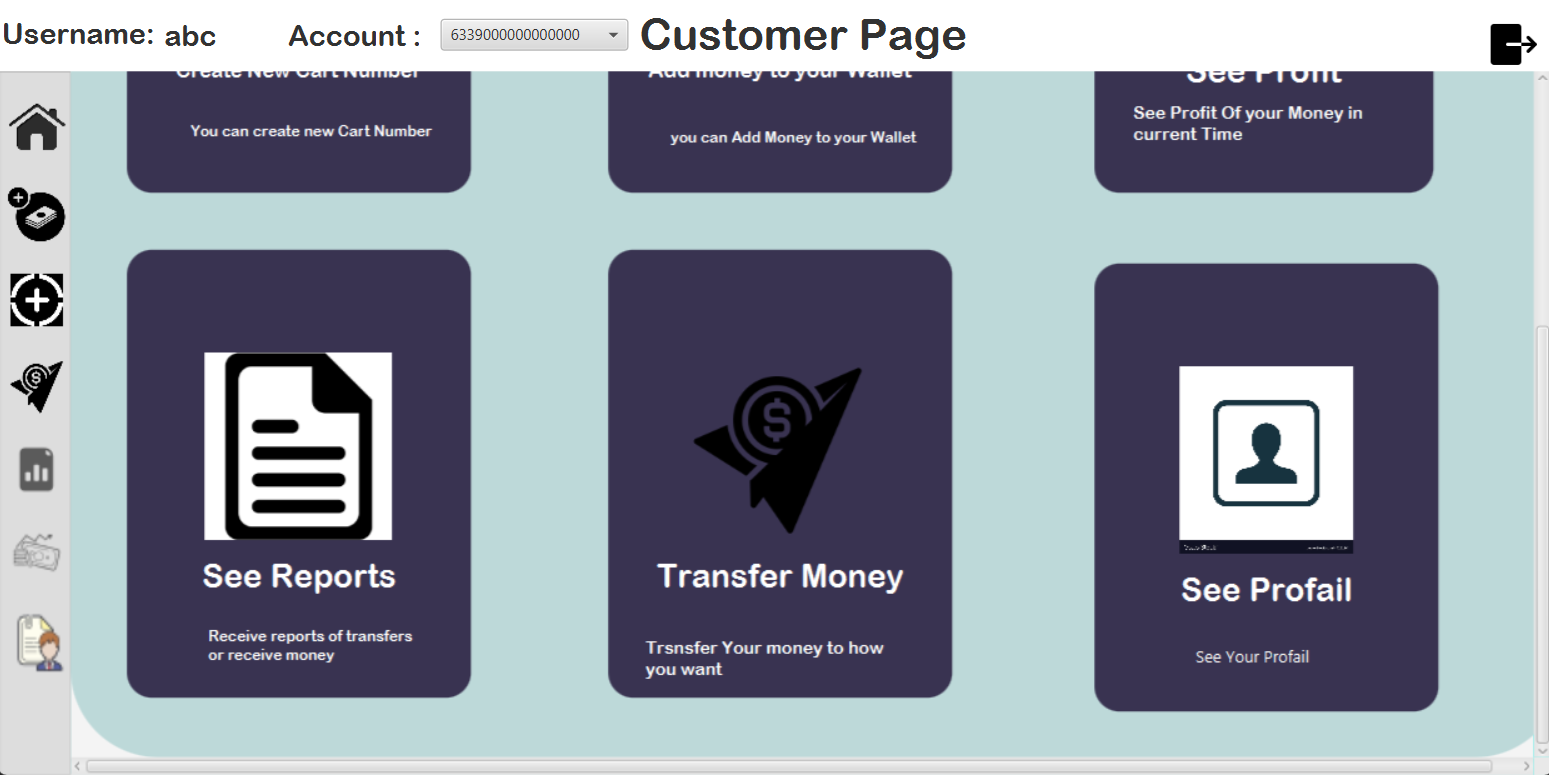 Username: abc
Account :
6339000000000000
Customer Page
Create New Cart Number
Add money to your Wallet
See Profit
You can create new Cart Number
you can Add Money to your Wallet
See Profit Of your Money in
current Time
See Reports
Transfer Money
See Profail
Receive reports of transfers
or receive money
Trsnsfer Your money to how
you want
See Your Profail